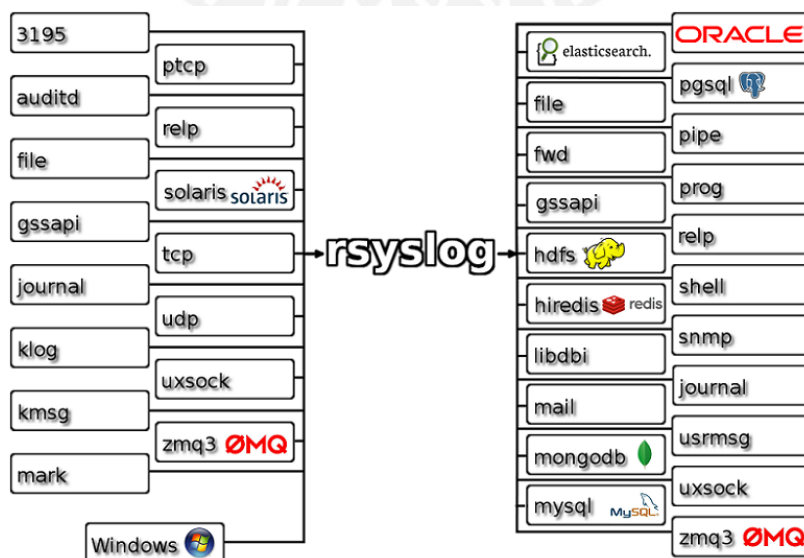 3195
auditd
file
gssapi
journal
klog
kmsg
mark
ptcp
relp
solaris solaris
tcp
udp
uxsock
zmq3 ØMQ
Windows
rsyslog
elasticsearch.
file
fwd
gssapi
hdfs
hiredis redis
libdbi
mail
mongodb
mysql MySQL
ORACLE
pgsql
pipe
prog
relp
shell
snmp
journal
usrmsg
uxsock
zmq3 ØMQ